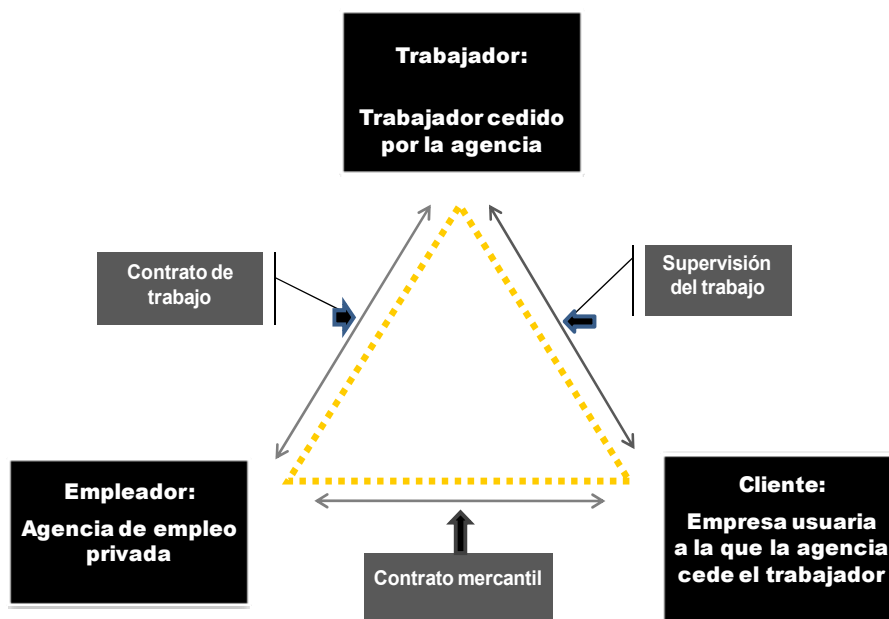 Trabajador:
Trabajador cedido
por la agencia
Contrato de
trabajo
Supervisión
del trabajo
Empleador:
Agencia de empleo
privada
Cliente:
Empresa usuaria
a la que la agencia
cede el trabajador
Contrato mercantil